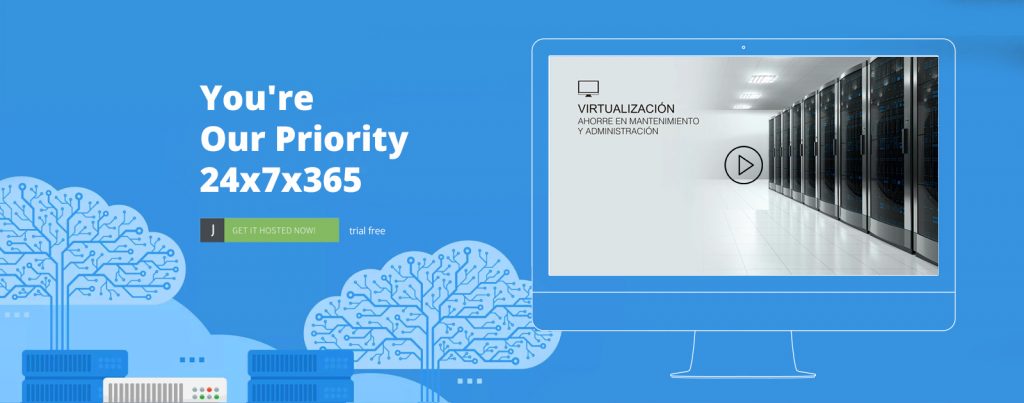 You're
Our Priority
24x7x365
J GET IT HOSTED NOW! trial free
VIRTUALIZACIÓN
AHORRE EN MANTENIMIENTO
Y ADMINISTRACIÓN